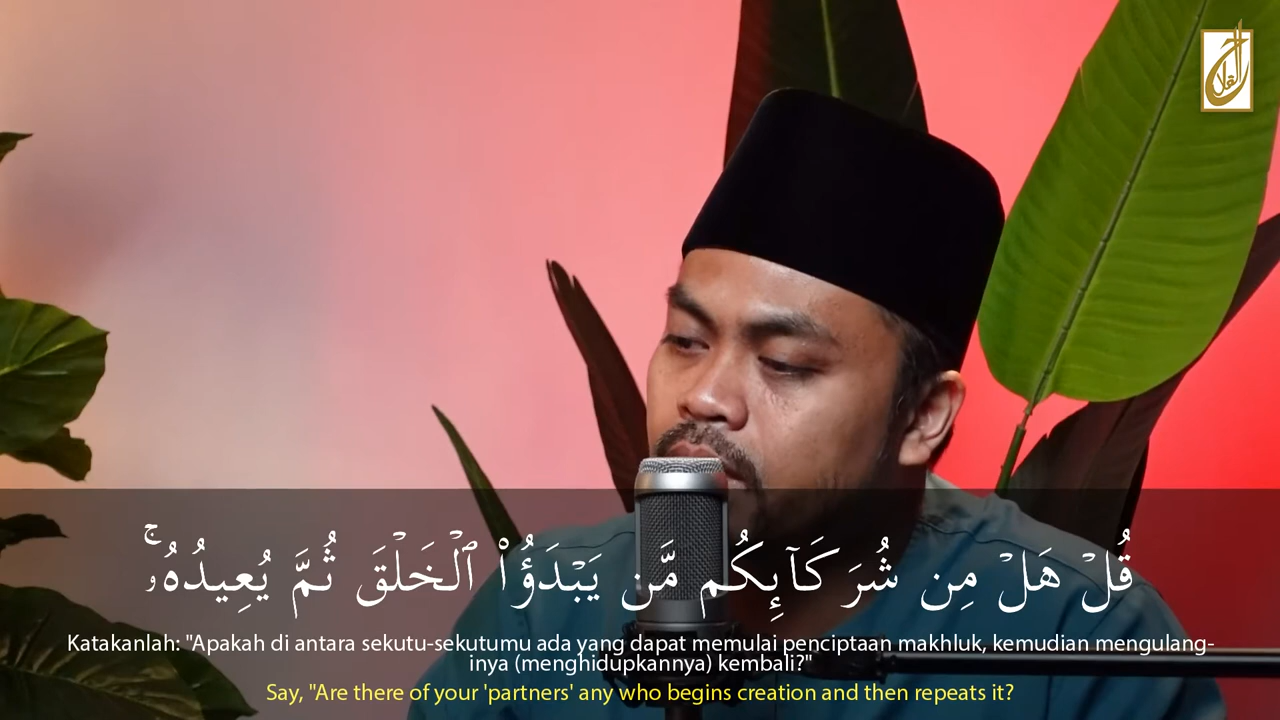 العلاج
قُلْ هَلْ مِن شُرَكَآئِكُم مَّن يَبْدَؤُا۟ ٱلْخَلْقَ ثُمَّ يُعِيدُهُۥ ۚ
Katakanlah: "Apakah di antara sekutu-sekutumu ada yang dapat memulai penciptaan makhluk, kemudian mengulang-
inya (menghidupkannya) kembali?"
Say, "Are there of your 'partners' any who begins creation and then repeats it?